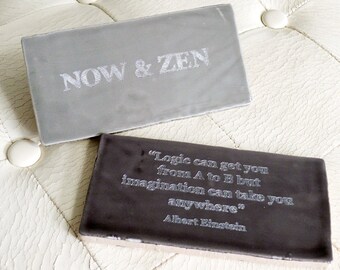 NOW & ZEN
“Logic can get you
from A to B but
imagination can take you
anywhere”
Albert Einstein